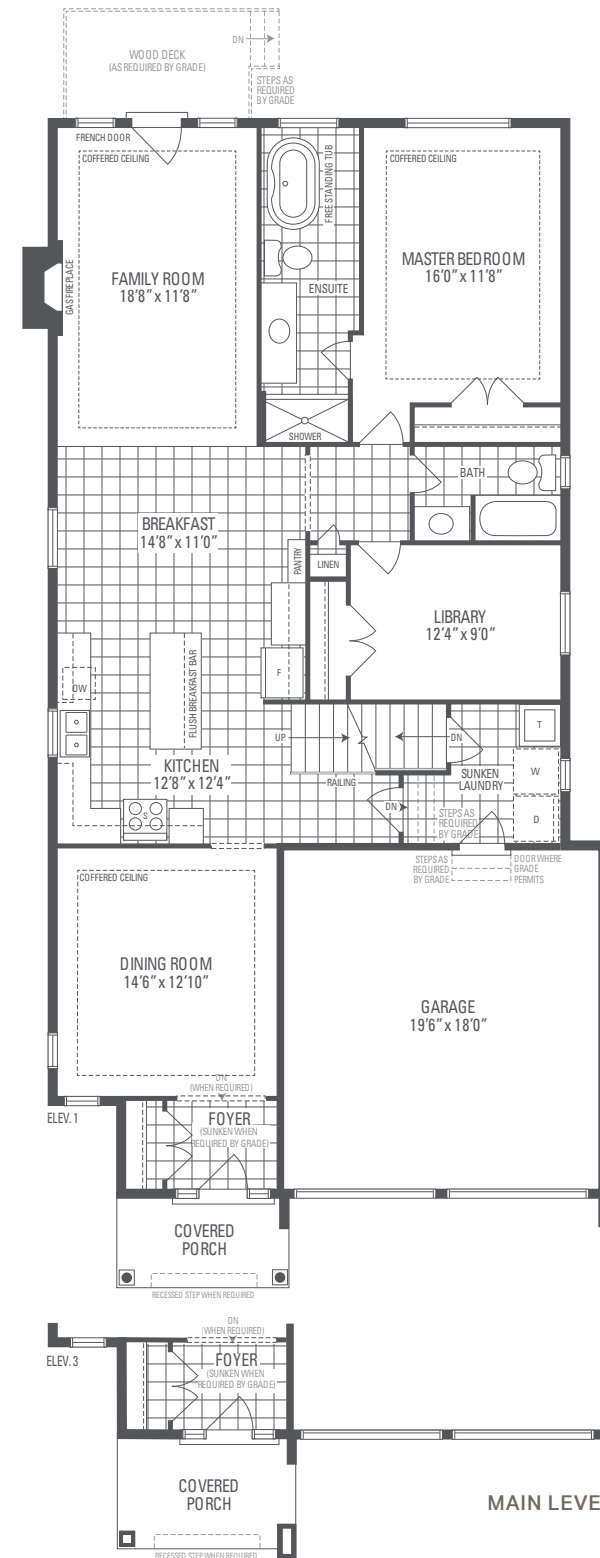 DN
WOOD DECK
(AS REQUIRED BY GRADE)
STEPS AS
REQUIRED
BY GRADE
FRENCH DOOR
COFFERED CEILING
GAS FIREPLACE
FAMILY ROOM
18'8" x 11'8"
FREESTANDING TUB
ENSUITE
SHOWER
COFFERED CEILING
MASTER BEDROOM
16'0" x 11'8"
BATH
BREAKFAST
14'8" x 11'0"
PANTRY
LINEN
LIBRARY
12'4" x 9'0"
DW
FLUSH BREAKFAST BAR
F
UP
DN
T
KITCHEN
12'8" x 12'4"
RAILING
SUNKEN
LAUNDRY
W
DN
STEPS AS
REQUIRED
BY GRADE
D
S
STEPS AS
REQUIRED
BY GRADE
DOOR WHERE
GRADE
PERMITS
COFFERED CEILING
DINING ROOM
14'6" x 12'10"
GARAGE
19'6" x 18'0"
DN
(WHEN REQUIRED)
ELEV. 1
FOYER
(SUNKEN WHEN
REQUIRED BY GRADE)
COVERED
PORCH
RECESSED STEP WHEN REQUIRED
DN
(WHEN REQUIRED)
ELEV. 3
FOYER
(SUNKEN WHEN
REQUIRED BY GRADE)
COVERED
PORCH
MAIN LEVE
RECESSED STEP WHEN REQUIRED